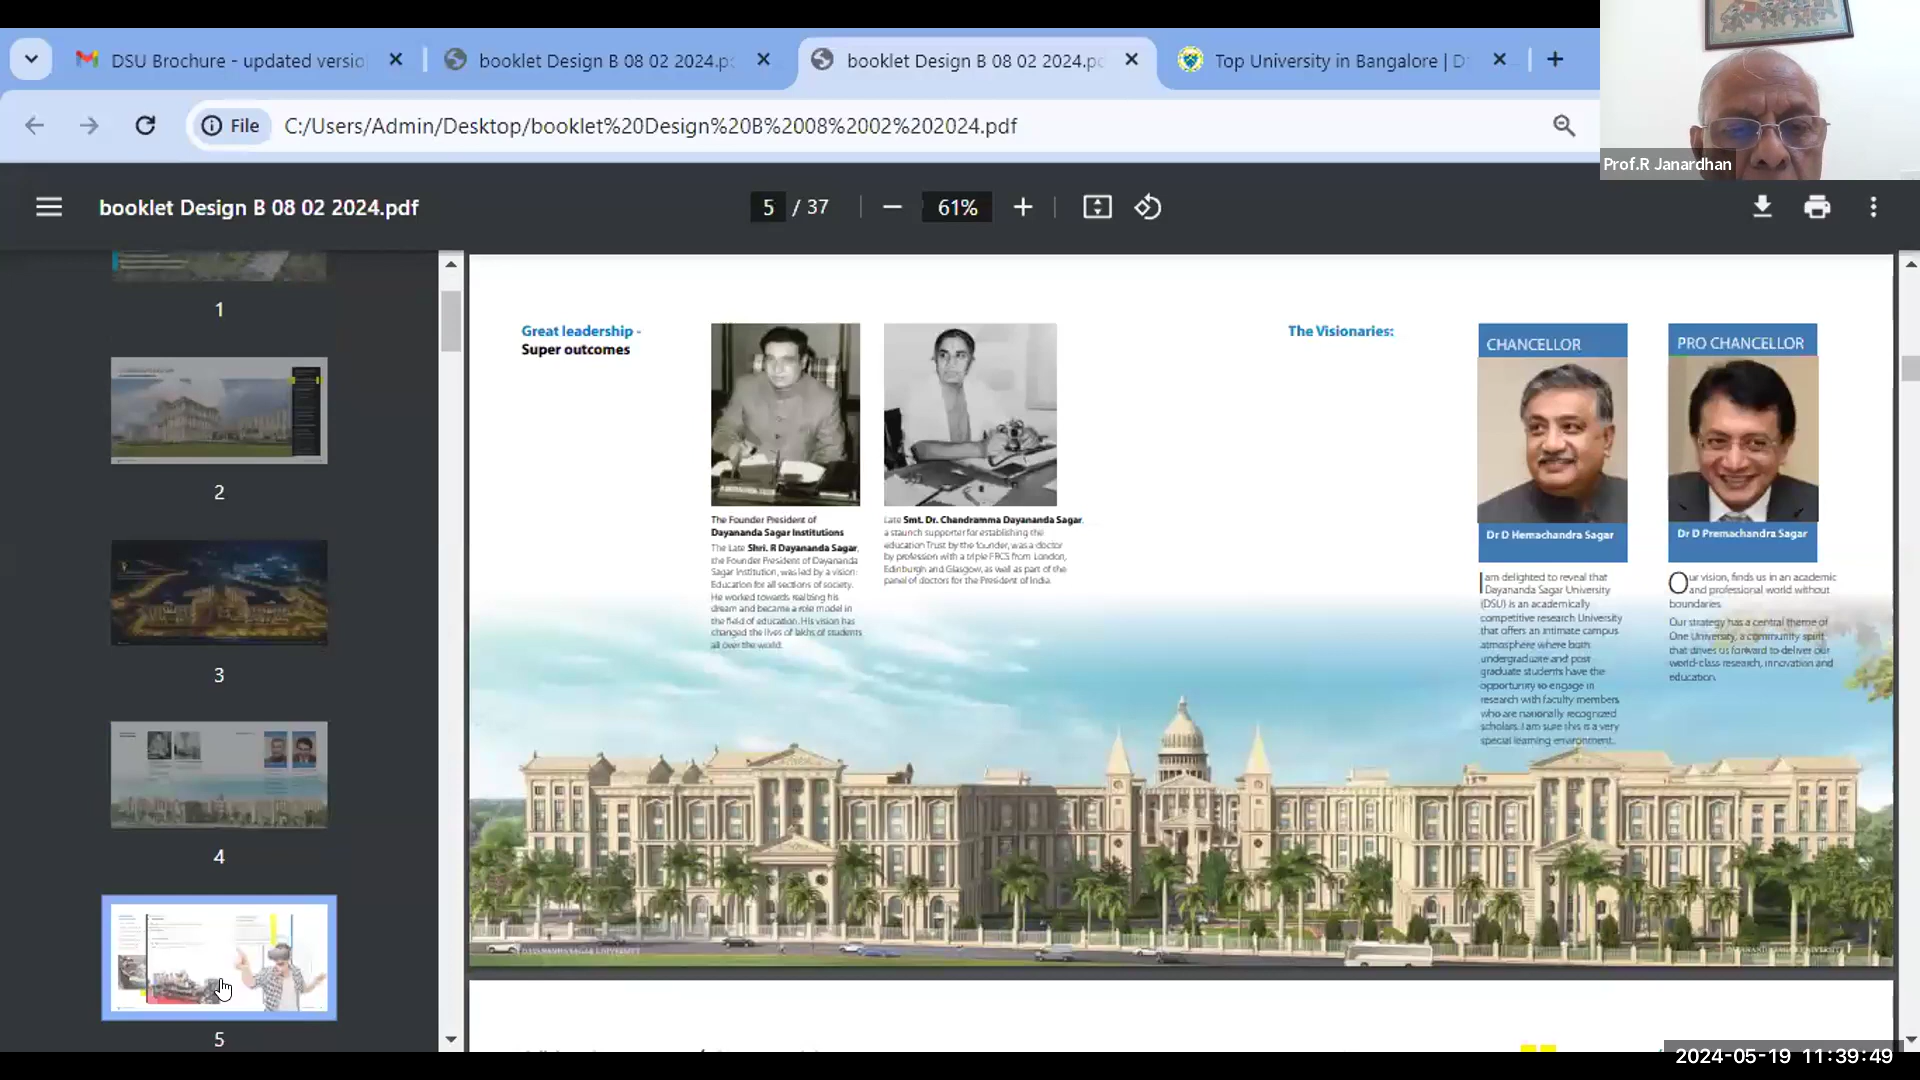 DSU Brochure - updated versio
booklet Design B 08 02 2024.p
booklet Design B 08 02 2024.p
Top University in Bangalore | D
File
C:/Users/Admin/Desktop/booklet%20Design%20B%2008%2002%202024.pdf
Prof.R Janardhan
booklet Design B 08 02 2024.pdf
5 / 37
61%
1
2
3
4
5
Great leadership -
Super outcomes
The Founder President of
Dayananda Sagar Institutions
The Late Shri. R Dayananda Sagar,
the Founder President of Dayananda
Sagar Institution, was led by a vision:
Education for all sections of society.
He worked towards realizing his
dream and became a role model in
the field of education. His vision has
changed the lives of lakhs of students
all over the world.
Late Smt. Dr. Chandramma Dayananda Sagar,
a staunch supporter for establishing the
education Trust by the founder, was a doctor
by profession with a triple FRCS from London,
Edinburgh and Glasgow, as well as part of the
panel of doctors for the President of India.
The Visionaries:
CHANCELLOR
Dr D Hemachandra Sagar
I am delighted to reveal that
Dayananda Sagar University
(DSU) is an academically
competitive research University
that offers an intimate campus
atmosphere where both
undergraduate and post
graduate students have the
opportunity to engage in
research with faculty members
who are nationally recognized
scholars. I am sure this is a very
special learning environment.
PRO CHANCELLOR
Dr D Premachandra Sagar
Our vision, finds us in an academic
and professional world without
boundaries.
Our strategy has a central theme of
One University, a community spirit
that drives us forward to deliver our
world-class research, innovation and
education.
DAYANANDA SAGAR UNIVERSITY
DAYANANDA SAGAR UNIVERSITY
2024-05-19 11:39:49